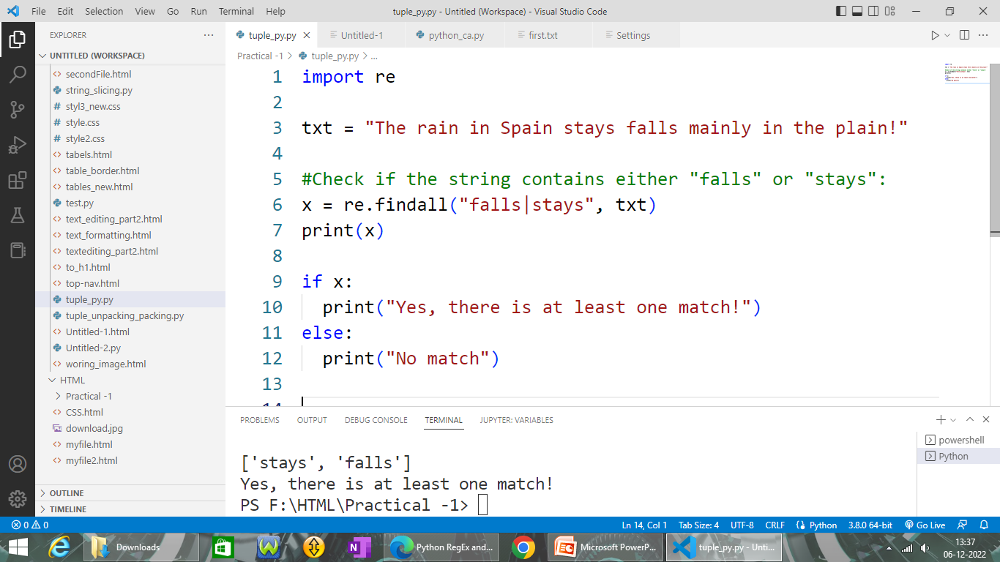 File Edit Selection View Go Run Terminal Help tuple_py.py - Untitled (Workspace) - Visual Studio Code
EXPLORER
UNTITLED (WORKSPACE)
secondFile.html
string_slicing.py
styl3_new.css
style.css
style2.css
tabels.html
table_border.html
tables_new.html
test.py
text_editing_part2.html
text_formatting.html
textediting_part2.html
to_h1.html
top-nav.html
tuple_py.py
tuple_unpacking_packing.py
Untitled-1.html
Untitled-2.py
woring_image.html
HTML
Practical -1
CSS.html
download.jpg
myfile.html
myfile2.html
OUTLINE
TIMELINE
tuple_py.py Untitled-1 python_ca.py first.txt Settings
Practical -1 > tuple_py.py > ...
1 import re
2
3 txt = "The rain in Spain stays falls mainly in the plain!"
4
5 #Check if the string contains either "falls" or "stays":
6 x = re.findall("falls|stays", txt)
7 print(x)
8
9 if x:
10 print("Yes, there is at least one match!")
11 else:
12 print("No match")
13
14
PROBLEMS OUTPUT DEBUG CONSOLE TERMINAL JUPYTER: VARIABLES
['stays', 'falls']
Yes, there is at least one match!
PS F:\HTML\Practical -1>
powershell
Python
0 0 Ln 14, Col 1 Tab Size: 4 UTF-8 CRLF Python 3.8.0 64-bit Go Live
Downloads Python RegEx and... Microsoft PowerP... tuple_py.py - Unti...
13:37
06-12-2022